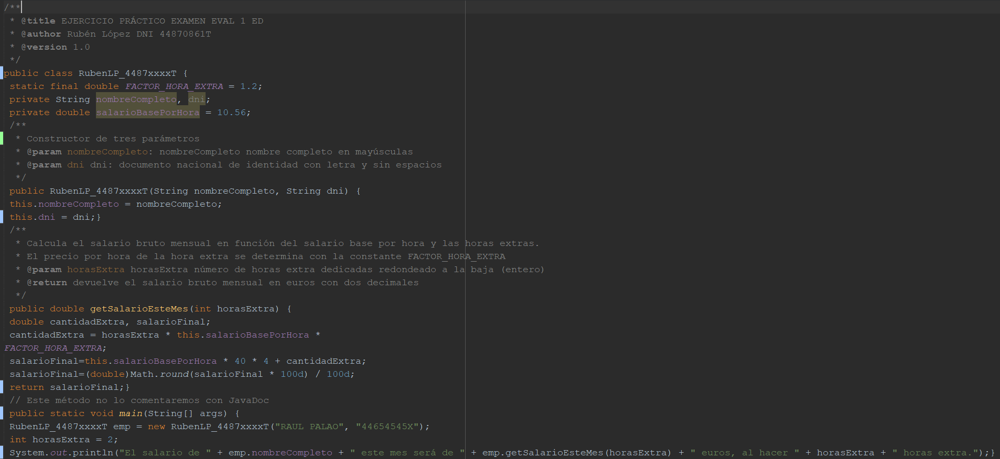 /**
 * @title EJERCICIO PRÁCTICO EXAMEN EVAL 1 ED
 * @author Rubén López DNI 44870861T
 * @version 1.0
 */
public class RubenLP_4487xxxxT {
 static final double FACTOR_HORA_EXTRA = 1.2;
 private String nombreCompleto, dni;
 private double salarioBasePorHora = 10.56;
 /**
  * Constructor de tres parámetros
  * @param nombreCompleto: nombreCompleto nombre completo en mayúsculas
  * @param dni dni: documento nacional de identidad con letra y sin espacios
  */
 public RubenLP_4487xxxxT(String nombreCompleto, String dni) {
 this.nombreCompleto = nombreCompleto;
 this.dni = dni;}
 /**
  * Calcula el salario bruto mensual en función del salario base por hora y las horas extras.
  * El precio por hora de la hora extra se determina con la constante FACTOR_HORA_EXTRA
  * @param horasExtra horasExtra número de horas extra dedicadas redondeado a la baja (entero)
  * @return devuelve el salario bruto mensual en euros con dos decimales
  */
 public double getSalarioEsteMes(int horasExtra) {
 double cantidadExtra, salarioFinal;
 cantidadExtra = horasExtra * this.salarioBasePorHora *
FACTOR_HORA_EXTRA;
 salarioFinal=this.salarioBasePorHora * 40 * 4 + cantidadExtra;
 salarioFinal=(double)Math.round(salarioFinal * 100d) / 100d;
 return salarioFinal;}
 // Este método no lo comentaremos con JavaDoc
 public static void main(String[] args) {
 RubenLP_4487xxxxT emp = new RubenLP_4487xxxxT("RAUL PALAO", "44654545X");
 int horasExtra = 2;
 System.out.println("El salario de " + emp.nombreCompleto + " este mes será de " + emp.getSalarioEsteMes(horasExtra) + " euros, al hacer " + horasExtra + " horas extra.");}